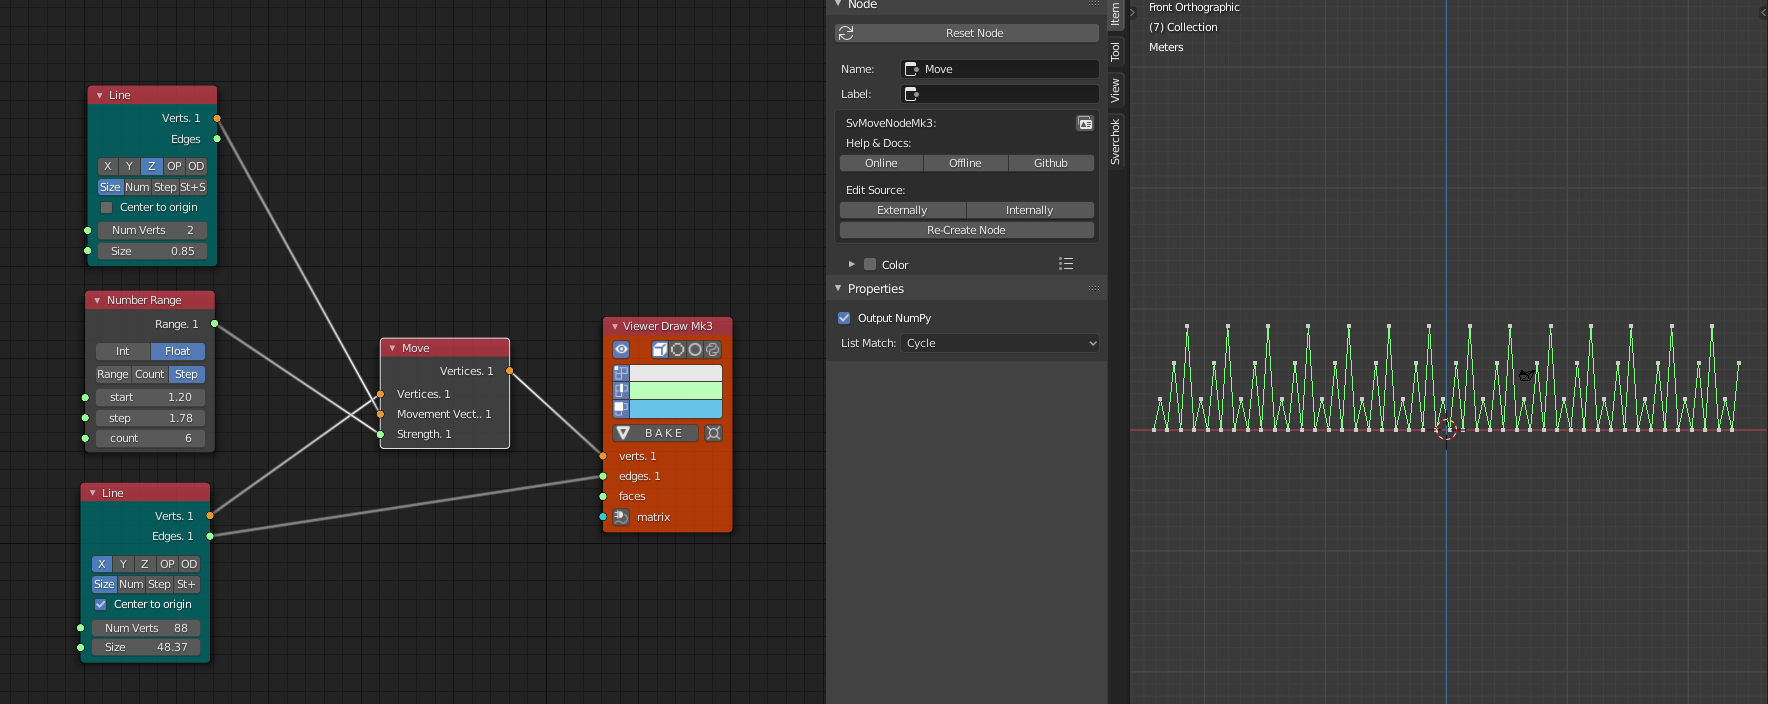 Line
Verts. 1
Edges
X Y Z OP OD
Size Num Step St+S
Center to origin
Num Verts 2
Size 0.85
Number Range
Range. 1
Int Float
Range Count Step
start 1.20
step 1.78
count 6
Line
Verts. 1
Edges. 1
X Y Z OP OD
Size Num Step St+
Center to origin
Num Verts 88
Size 48.37
Move
Vertices. 1
Vertices. 1
Movement Vect.. 1
Strength. 1
Viewer Draw Mk3
BAKE
verts. 1
edges. 1
faces
matrix
Node
Reset Node
Name: Move
Label:
SvMoveNodeMk3:
Help & Docs:
Online Offline Github
Edit Source:
Externally Internally
Re-Create Node
Color
Properties
Output NumPy
List Match: Cycle
Item
Tool
View
Sverchok
Front Orthographic
(7) Collection
Meters